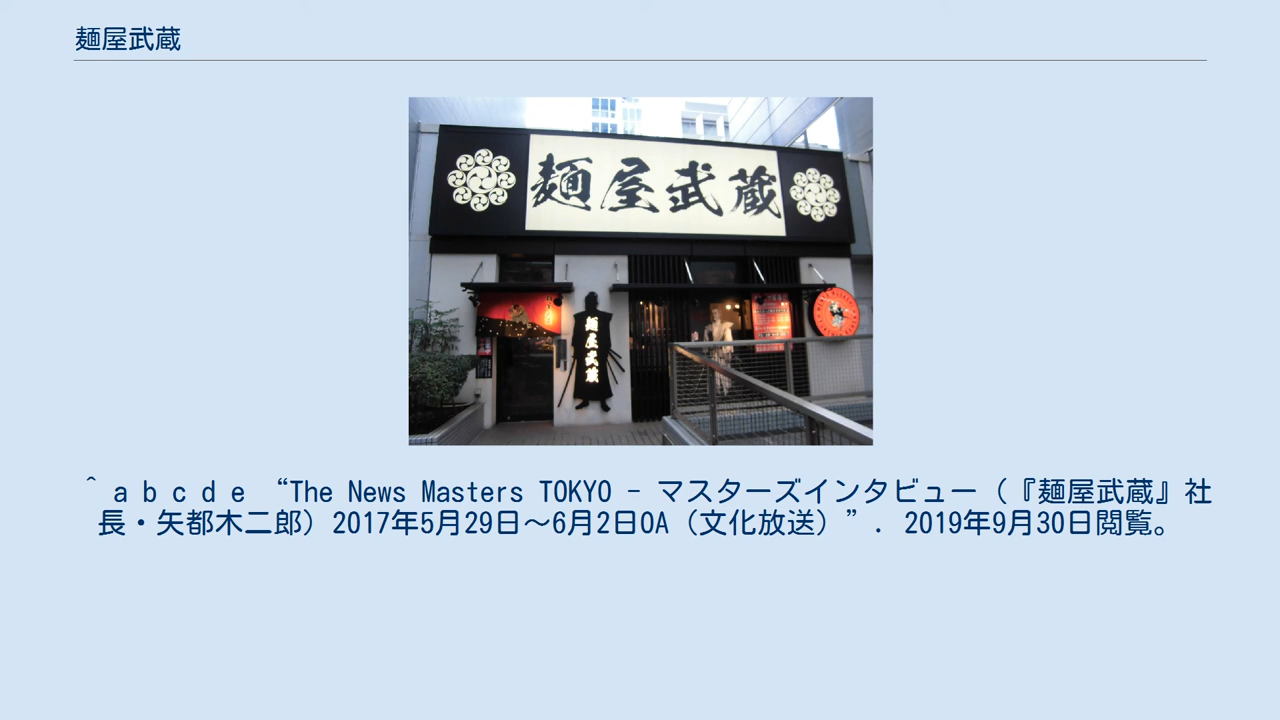 麺屋武蔵
麺屋武蔵
麺屋武蔵
^ a b c d e “The News Masters TOKYO - マスターズインタビュー（『麺屋武蔵』社
長・矢都木二郎）2017年5月29日～6月2日OA（文化放送）”. 2019年9月30日閲覧。